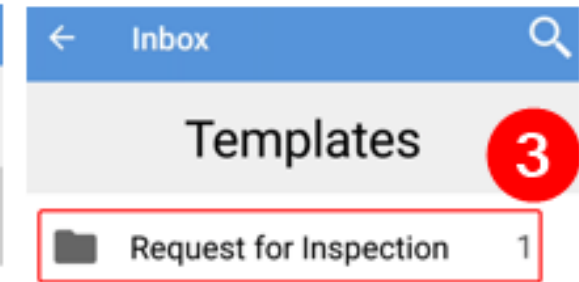 Inbox
Templates
3
Request for Inspection 1